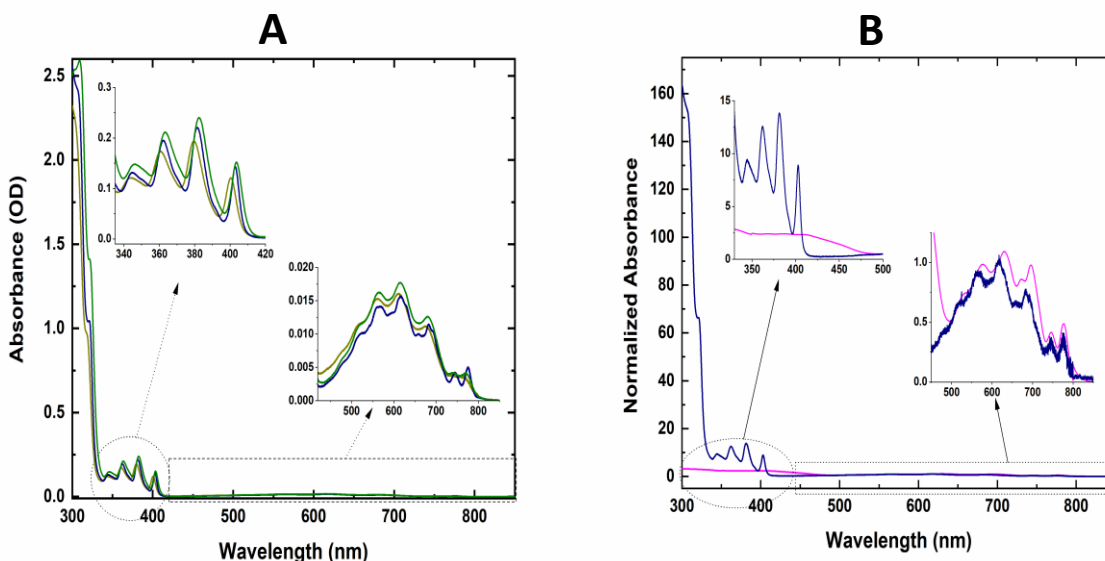 A
Absorbance (OD)
2.5
2.0
1.5
1.0
0.5
0.0
300 400 500 600 700 800
Wavelength (nm)
0.3
0.2
0.1
0.0
340 360 380 400 420
0.020
0.015
0.010
0.005
0.000
500 600 700 800
B
Normalized Absorbance
160
140
120
100
80
60
40
20
0
300 400 500 600 700 800
Wavelength (nm)
15
10
5
0
350 400 450 500
1.0
0.5
0.0
500 600 700 800